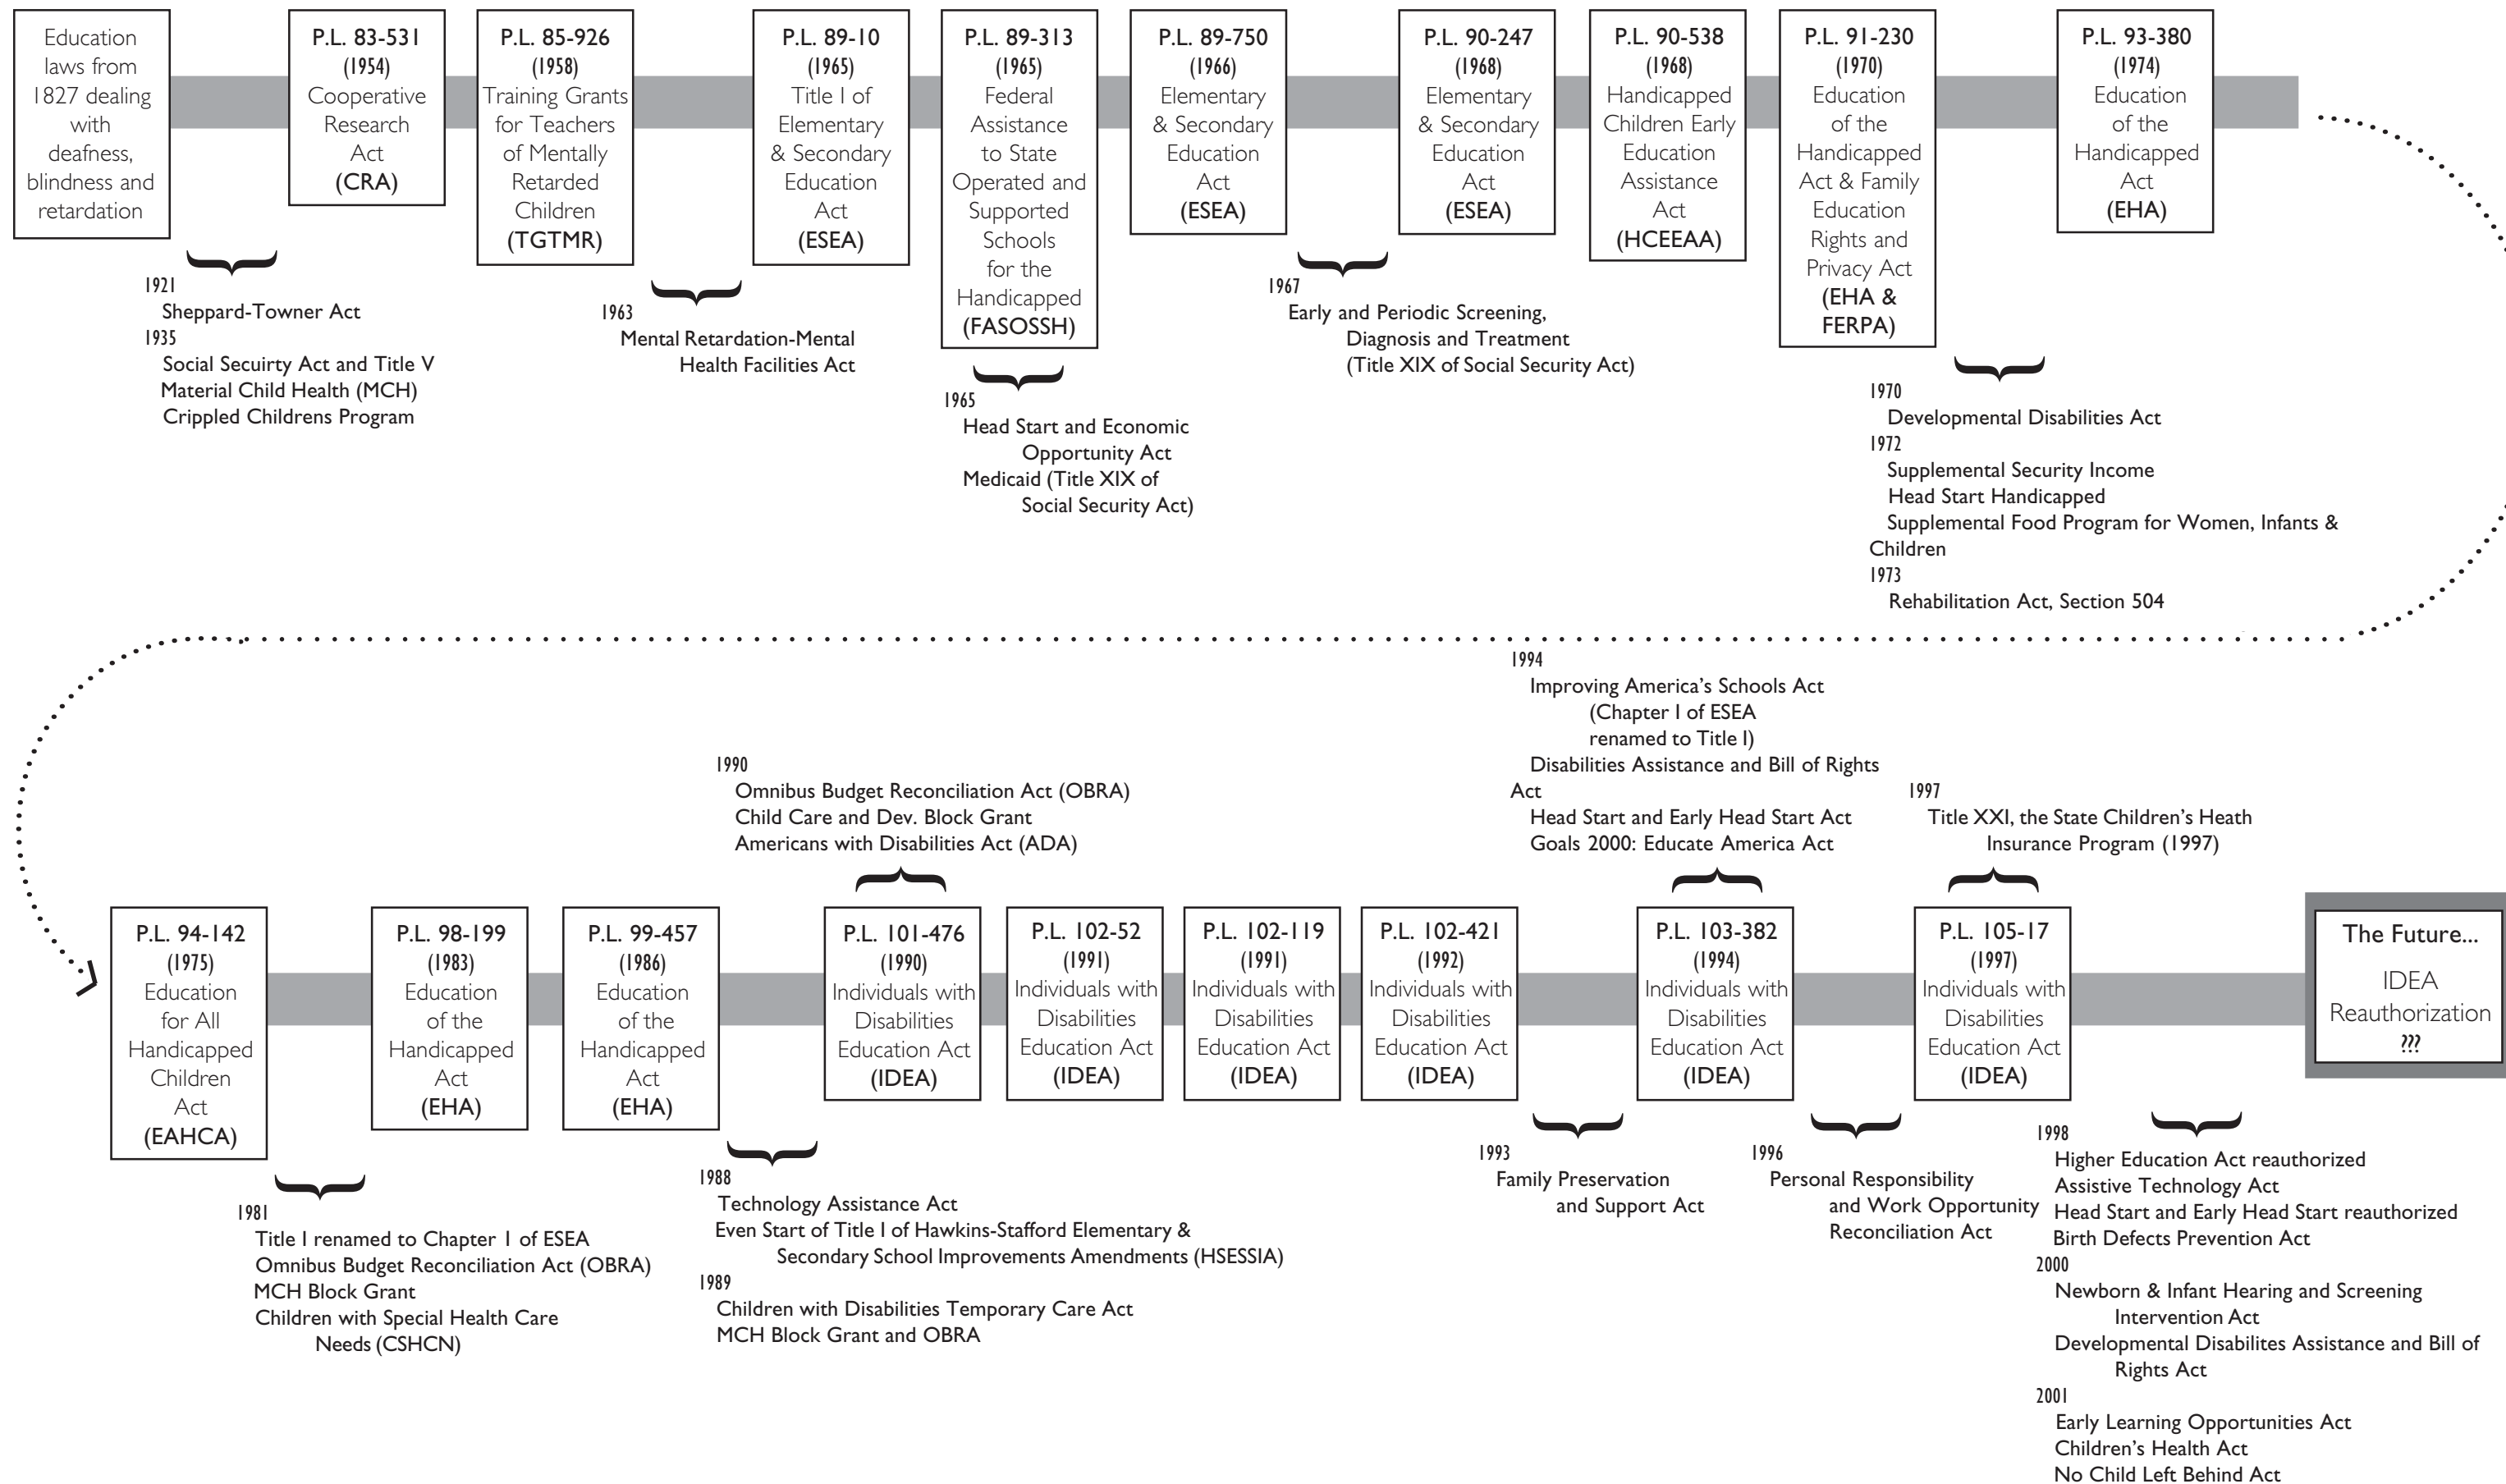 Education
laws from
1827 dealing
with
deafness,
blindness and
retardation
P.L. 83-531
(1954)
Cooperative
Research
Act
(CRA)
P.L. 85-926
(1958)
Training Grants
for Teachers
of Mentally
Retarded
Children
(TGTMR)
P.L. 89-10
(1965)
Title I of
Elementary
& Secondary
Education
Act
(ESEA)
P.L. 89-313
(1965)
Federal
Assistance
to State
Operated and
Supported
Schools
for the
Handicapped
(FASOSSH)
P.L. 89-750
(1966)
Elementary
& Secondary
Education
Act
(ESEA)
P.L. 90-247
(1968)
Elementary
& Secondary
Education
Act
(ESEA)
P.L. 90-538
(1968)
Handicapped
Children Early
Education
Assistance
Act
(HCEEAA)
P.L. 91-230
(1970)
Education
of the
Handicapped
Act & Family
Education
Rights and
Privacy Act
(EHA &
FERPA)
P.L. 93-380
(1974)
Education
of the
Handicapped
Act
(EHA)
1921
Sheppard-Towner Act
1935
Social Secuirty Act and Title V
Material Child Health (MCH)
Crippled Childrens Program
1963
Mental Retardation-Mental
Health Facilities Act
1965
Head Start and Economic
Opportunity Act
Medicaid (Title XIX of
Social Security Act)
1967
Early and Periodic Screening,
Diagnosis and Treatment
(Title XIX of Social Security Act)
1970
Developmental Disabilities Act
1972
Supplemental Security Income
Head Start Handicapped
Supplemental Food Program for Women, Infants &
Children
1973
Rehabilitation Act, Section 504
1990
Omnibus Budget Reconciliation Act (OBRA)
Child Care and Dev. Block Grant
Americans with Disabilities Act (ADA)
1994
Improving America's Schools Act
(Chapter I of ESEA
renamed to Title I)
Disabilities Assistance and Bill of Rights
Act
Head Start and Early Head Start Act
Goals 2000: Educate America Act
1997
Title XXI, the State Children's Heath
Insurance Program (1997)
P.L. 94-142
(1975)
Education
for All
Handicapped
Children
Act
(EAHCA)
P.L. 98-199
(1983)
Education
of the
Handicapped
Act
(EHA)
P.L. 99-457
(1986)
Education
of the
Handicapped
Act
(EHA)
P.L. 101-476
(1990)
Individuals with
Disabilities
Education Act
(IDEA)
P.L. 102-52
(1991)
Individuals with
Disabilities
Education Act
(IDEA)
P.L. 102-119
(1991)
Individuals with
Disabilities
Education Act
(IDEA)
P.L. 102-421
(1992)
Individuals with
Disabilities
Education Act
(IDEA)
P.L. 103-382
(1994)
Individuals with
Disabilities
Education Act
(IDEA)
P.L. 105-17
(1997)
Individuals with
Disabilities
Education Act
(IDEA)
The Future...
IDEA
Reauthorization
???
1981
Title I renamed to Chapter 1 of ESEA
Omnibus Budget Reconciliation Act (OBRA)
MCH Block Grant
Children with Special Health Care
Needs (CSHCN)
1988
Technology Assistance Act
Even Start of Title I of Hawkins-Stafford Elementary &
Secondary School Improvements Amendments (HSESSIA)
1989
Children with Disabilities Temporary Care Act
MCH Block Grant and OBRA
1993
Family Preservation
and Support Act
1996
Personal Responsibility
and Work Opportunity
Reconciliation Act
1998
Higher Education Act reauthorized
Assistive Technology Act
Head Start and Early Head Start reauthorized
Birth Defects Prevention Act
2000
Newborn & Infant Hearing and Screening
Intervention Act
Developmental Disabilites Assistance and Bill of
Rights Act
2001
Early Learning Opportunities Act
Children's Health Act
No Child Left Behind Act